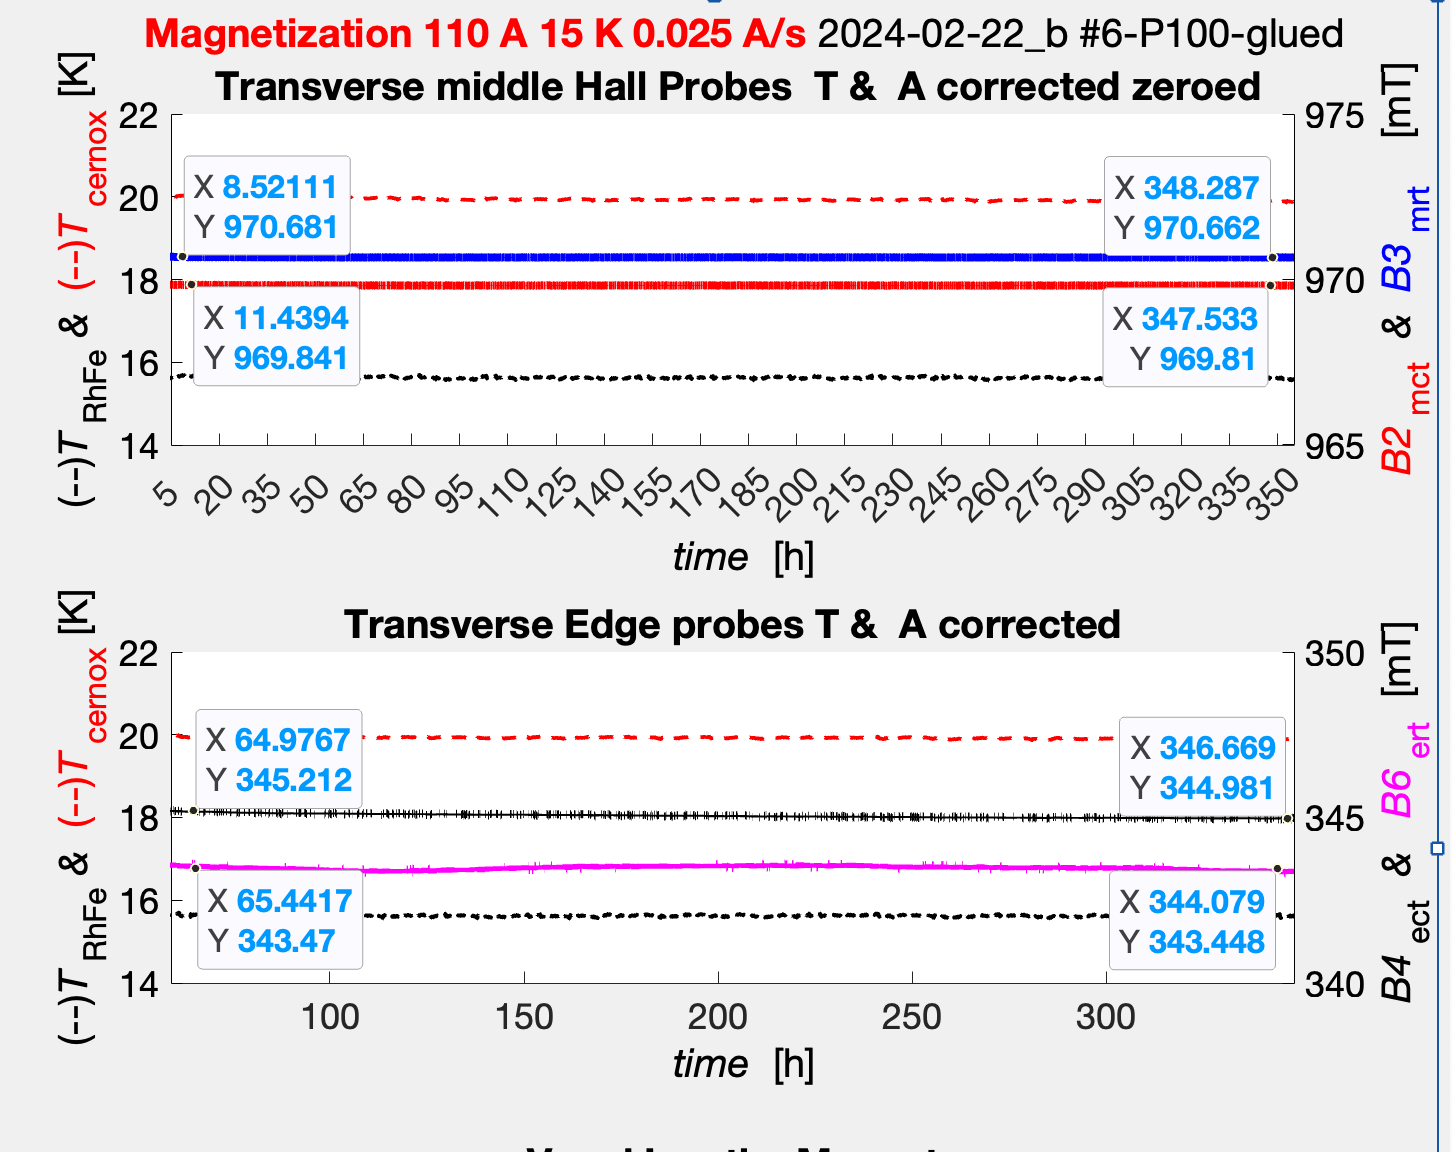 Magnetization 110 A 15 K 0.025 A/s 2024-02-22_b #6-P100-glued
Transverse middle Hall Probes T & A corrected zeroed
(--)T RhFe & (--)T cernox [K]
22
20
18
16
14
X 8.52111
Y 970.681
X 348.287
Y 970.662
X 11.4394
Y 969.841
X 347.533
Y 969.81
975
970
965
B2 mct & B3 mrt [mT]
5 20 35 50 65 80 95 110 125 140 155 170 185 200 215 230 245 260 275 290 305 320 335 350
time [h]
Transverse Edge probes T & A corrected
(--)T RhFe & (--)T cernox [K]
22
20
18
16
14
X 64.9767
Y 345.212
X 346.669
Y 344.981
X 65.4417
Y 343.47
X 344.079
Y 343.448
350
345
340
B4 ect & B6 ert [mT]
100 150 200 250 300
time [h]